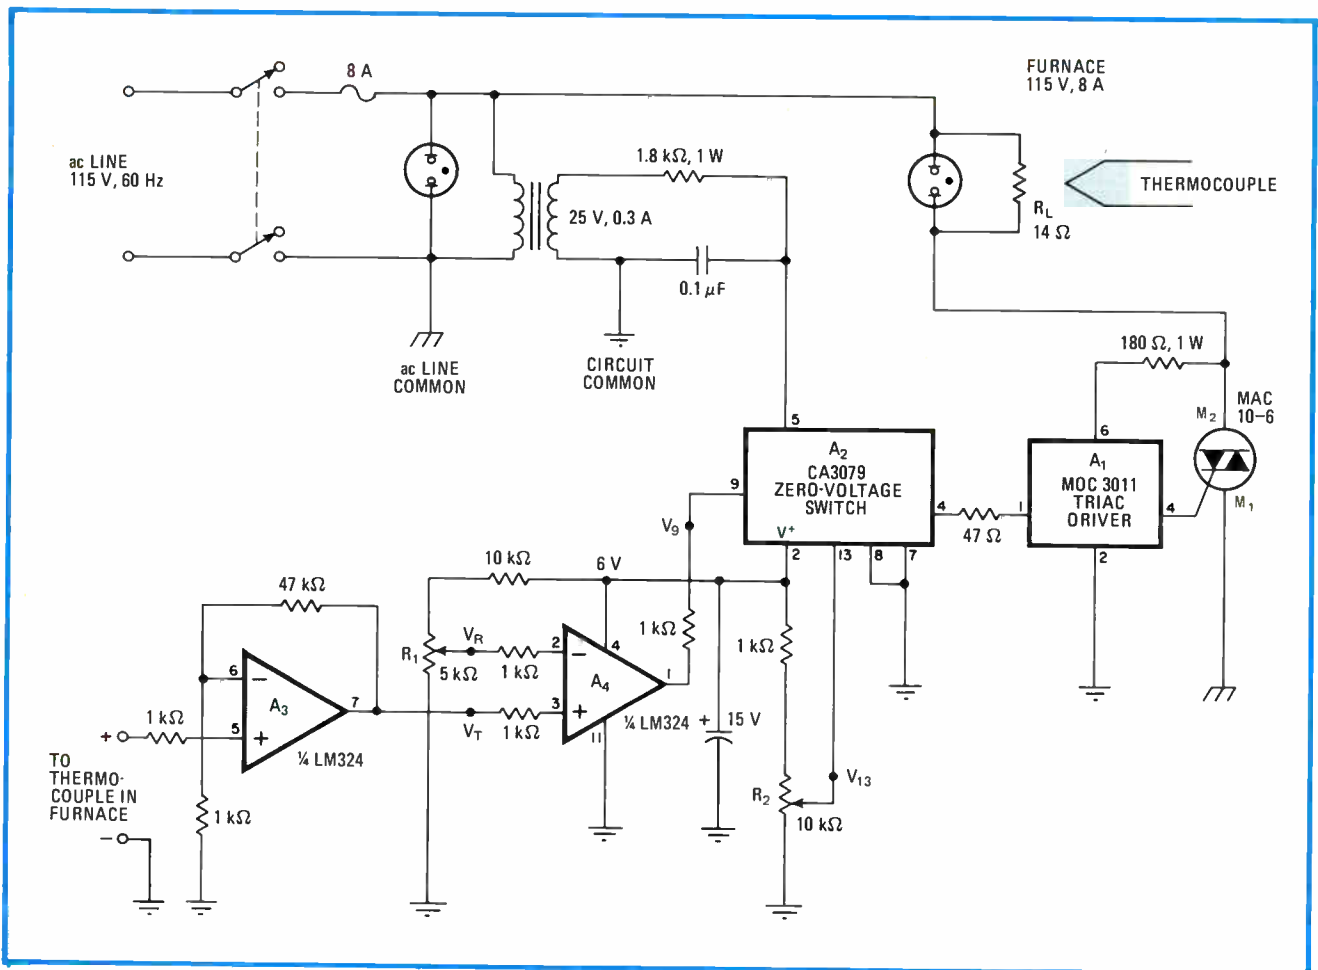 8 A
FURNACE
115 V, 8 A
ac LINE
115 V, 60 Hz
1.8 kΩ, 1 W
25 V, 0.3 A
0.1 µF
R_L
14 Ω
THERMOCOUPLE
ac LINE
COMMON
CIRCUIT
COMMON
180 Ω, 1 W
MAC
10-6
M₂
M₁
5
A₂
CA3079
ZERO-VOLTAGE
SWITCH
9
V⁺
2
13
8
7
4
47 Ω
6
A₁
MOC 3011
TRIAC
DRIVER
1
4
2
V₉
10 kΩ
6 V
47 kΩ
R₁
5 kΩ
V_R
1 kΩ
2
−
4
A₄
1
3
+
11
¼ LM324
V_T
1 kΩ
1 kΩ
+
15 V
1 kΩ
R₂
10 kΩ
V₁₃
6
−
A₃
7
5
+
¼ LM324
1 kΩ
+
TO
THERMO-
COUPLE IN
FURNACE
−
1 kΩ